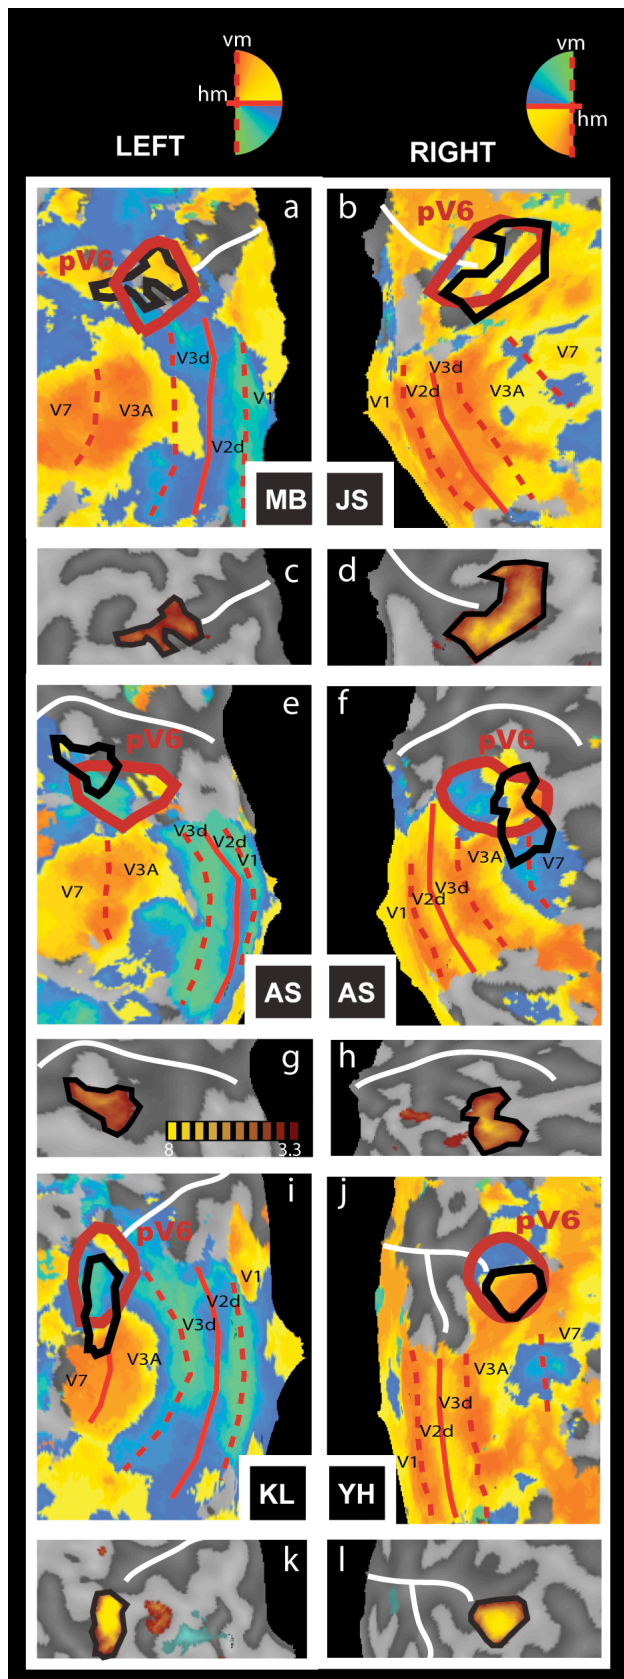 vm
hm
LEFT
vm
hm
RIGHT
a
pV6
V3d
V7
V3A
V1
V2d
MB
b
pV6
V7
V3d
V1
V2d
V3A
JS
c
d
e
pV6
V3d
V2d
V1
V3A
V7
AS
f
pV6
V3A
V7
V3d
V2d
V1
AS
g
8
3.3
h
i
pV6
V1
V2d
V3d
V3A
V7
KL
j
pV6
V7
V3A
V3d
V2d
V1
YH
k
l